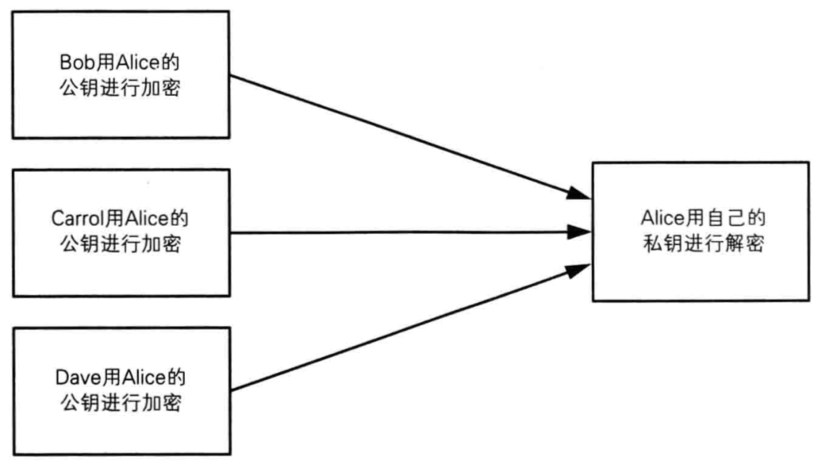 Bob用Alice的
公钥进行加密
Carrol用Alice的
公钥进行加密
Dave用Alice的
公钥进行加密
Alice用自己的
私钥进行解密